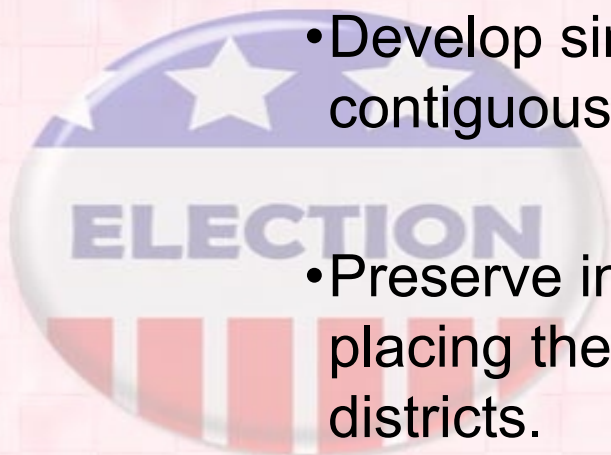 •Develop
contiguous
ELECTION
•Preserve
placing the
districts.